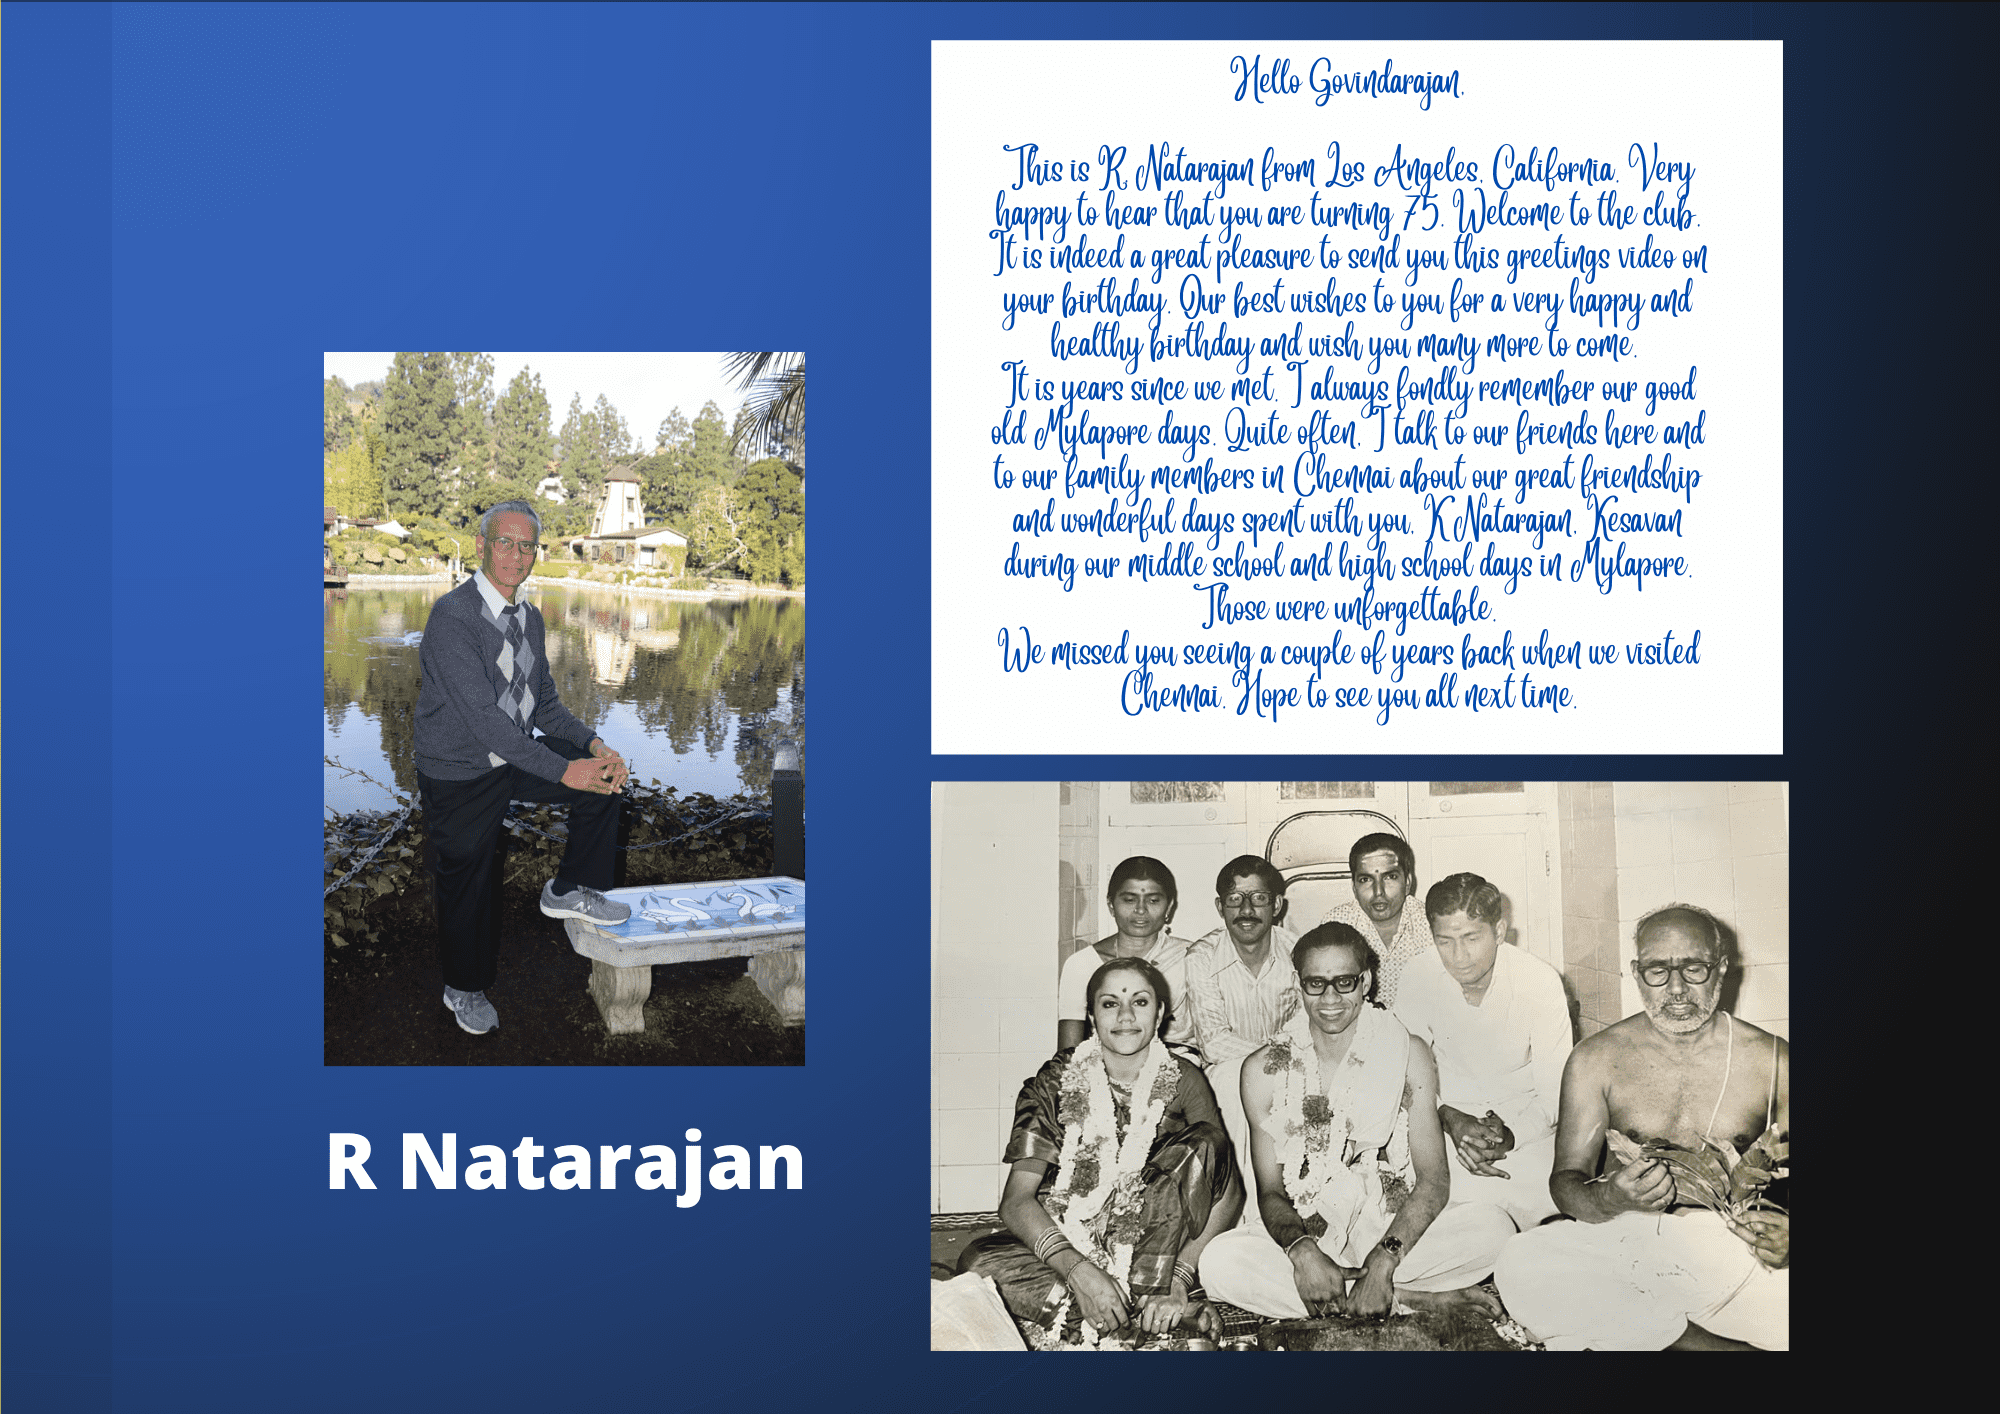 Hello Govindarajan,
This is R Natarajan from Los Angeles, California. Very
happy to hear that you are turning 75. Welcome to the club.
It is indeed a great pleasure to send you this greetings video on
your birthday. Our best wishes to you for a very happy and
healthy birthday and wish you many more to come.
It is years since we met. I always fondly remember our good
old Mylapore days. Quite often, I talk to our friends here and
to our family members in Chennai about our great friendship
and wonderful days spent with you, K Natarajan, Kesavan
during our middle school and high school days in Mylapore.
Those were unforgettable.
We missed you seeing a couple of years back when we visited
Chennai. Hope to see you all next time.
R Natarajan